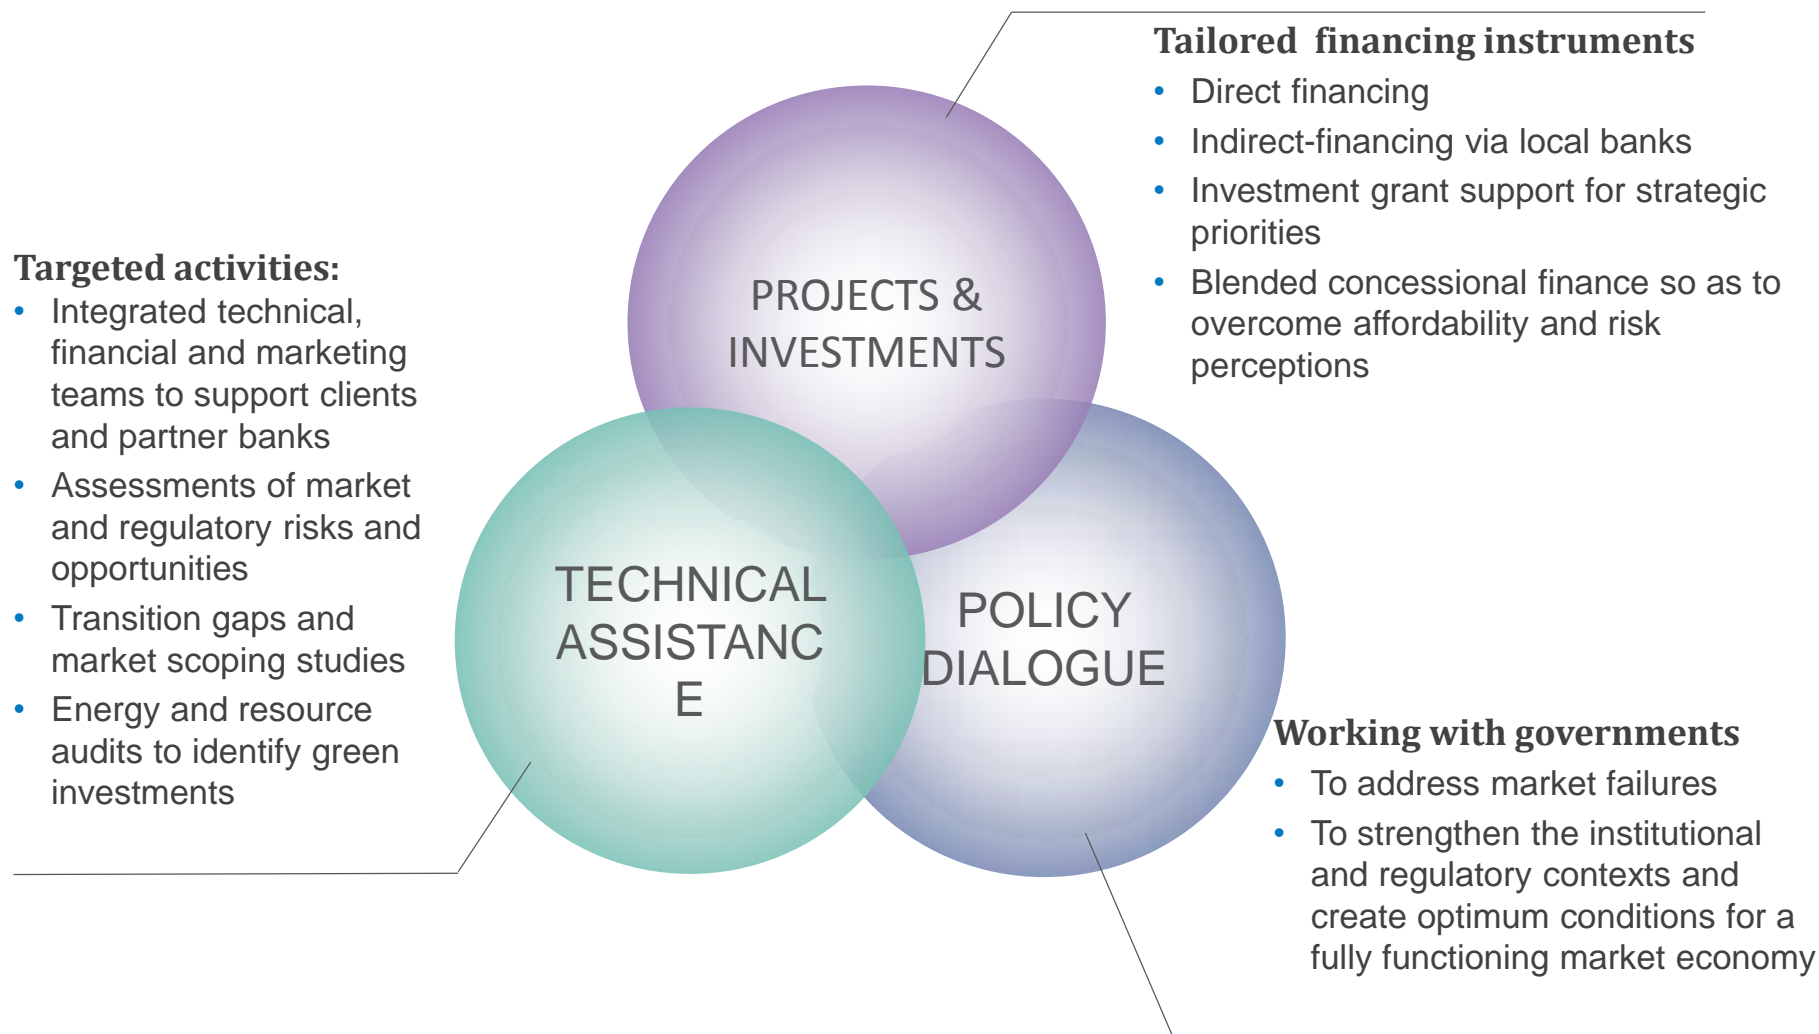 Tailored financing instruments
• Direct financing
• Indirect-financing via local banks
• Investment grant support for strategic
priorities
• Blended concessional finance so as to
overcome affordability and risk
perceptions
Targeted activities:
• Integrated technical,
financial and marketing
teams to support clients
and partner banks
• Assessments of market
and regulatory risks and
opportunities
• Transition gaps and
market scoping studies
• Energy and resource
audits to identify green
investments
PROJECTS &
INVESTMENTS
TECHNICAL
ASSISTANC
E
POLICY
DIALOGUE
Working with governments
• To address market failures
• To strengthen the institutional
and regulatory contexts and
create optimum conditions for a
fully functioning market economy